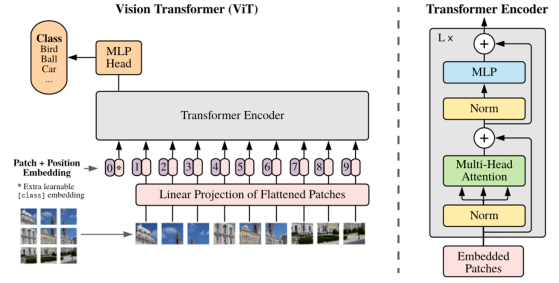 Vision Transformer (ViT)
Class
Bird
Ball
Car
...
MLP
Head
Transformer Encoder
Patch + Position
Embedding
* Extra learnable
[class] embedding
0 * 1 2 3 4 5 6 7 8 9
Linear Projection of Flattened Patches
Transformer Encoder
L ×
+
MLP
Norm
+
Multi-Head
Attention
Norm
Embedded
Patches